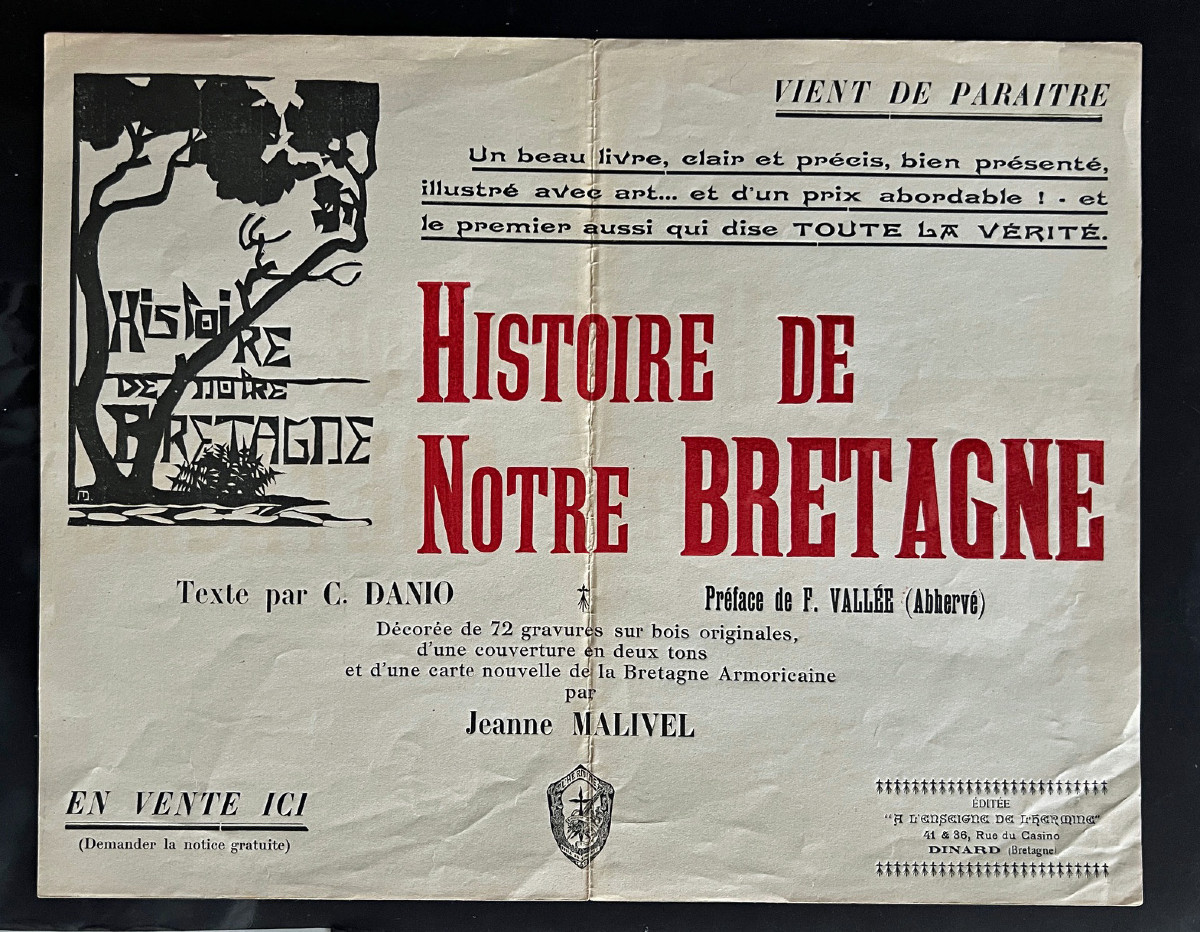 VIENT DE PARAITRE
Un beau livre, clair et précis, bien présenté,
illustré avec art... et d'un prix abordable ! - et
le premier aussi qui dise TOUTE LA VÉRITÉ.
HISTOIRE
DE NOTRE
BRETAGNE
HISTOIRE DE
NOTRE BRETAGNE
Texte par C. DANIO
Préface de F. VALLÉE (Abhervé)
Décorée de 72 gravures sur bois originales,
d'une couverture en deux tons
et d'une carte nouvelle de la Bretagne Armoricaine
par
Jeanne MALIVEL
EN VENTE ICI
(Demander la notice gratuite)
ÉDITÉE
"A L'ENSEIGNE DE L'HERMINE"
41 & 36, Rue du Casino
DINARD (Bretagne)